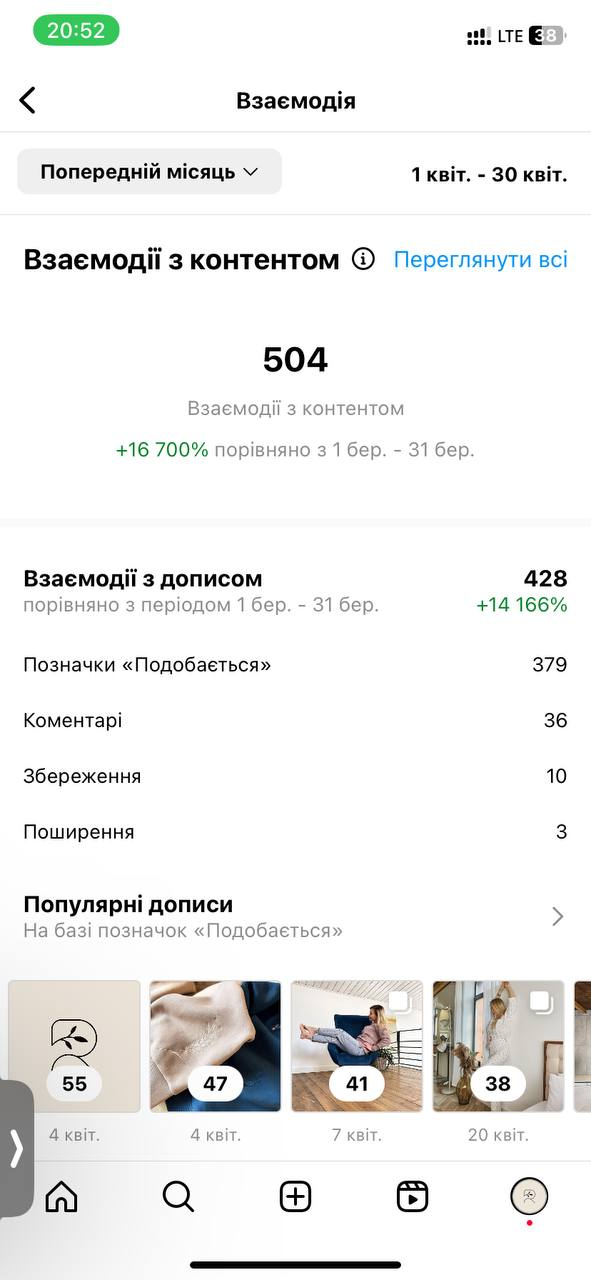 20:52
LTE 38
Взаємодія
Попередній місяць
1 квіт. - 30 квіт.
Взаємодії з контентом
Переглянути всі
504
Взаємодії з контентом
+16 700% порівняно з 1 бер. - 31 бер.
Взаємодії з дописом 428
порівняно з періодом 1 бер. - 31 бер. +14 166%
Позначки «Подобається» 379
Коментарі 36
Збереження 10
Поширення 3
Популярні дописи
На базі позначок «Подобається»
55 47 41 38
4 квіт. 4 квіт. 7 квіт. 20 квіт.